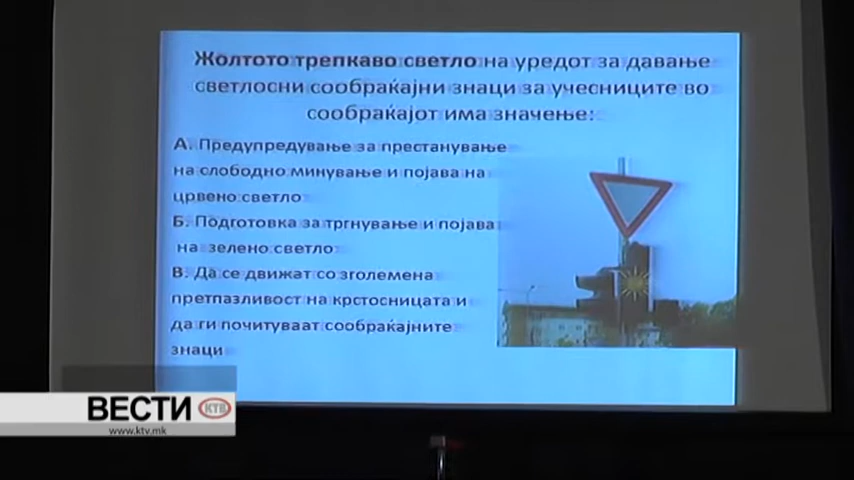 Жолтото трепкаво светло на уредот за давање
светлосни сообраќајни знаци за учесниците во
сообраќајот има значење:
А. Предупредување за престанување
на слободно минување и појава на
црвено светло
Б. Подготовка за тргнување и појава
на зелено светло
В. Да се движат со зголемена
претпазливост на крстосницата и
да ги почитуваат сообраќајните
знаци
ВЕСТИ КТВ
www.ktv.mk